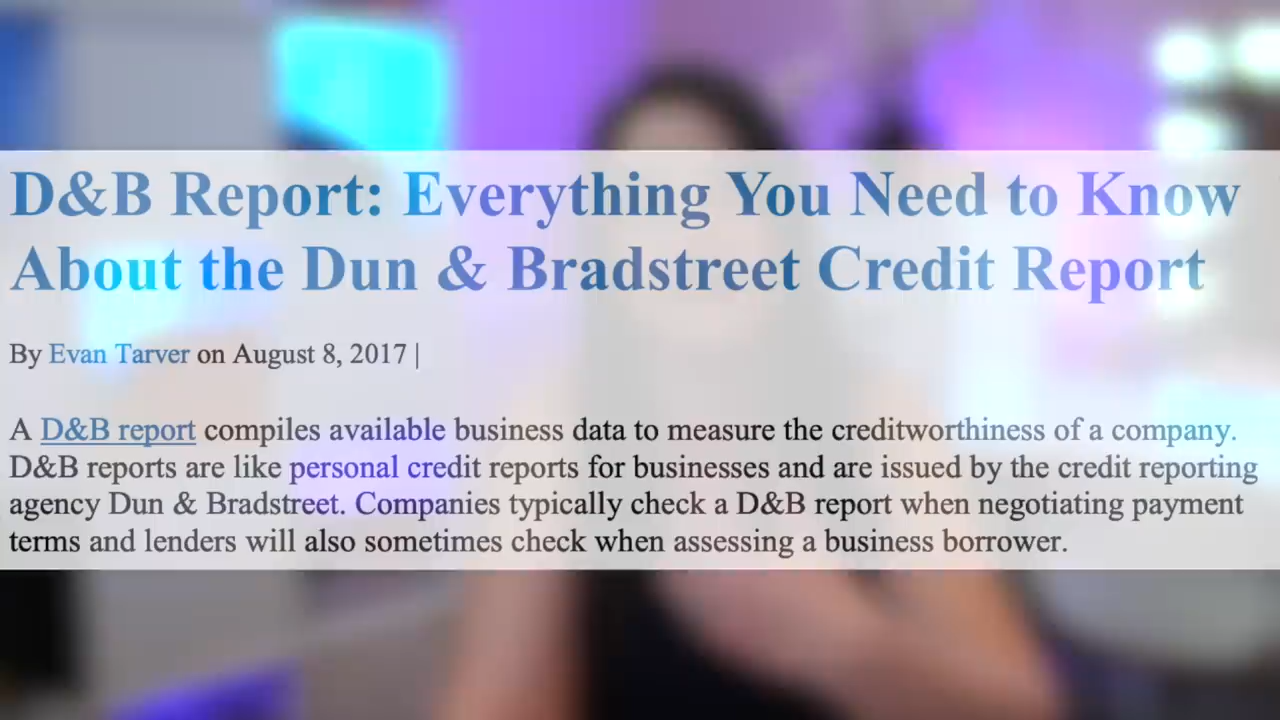 D&B Report: Everything You Need to Know
About the Dun & Bradstreet Credit Report
By Evan Tarver on August 8, 2017 |
A D&B report compiles available business data to measure the creditworthiness of a company.
D&B reports are like personal credit reports for businesses and are issued by the credit reporting
agency Dun & Bradstreet. Companies typically check a D&B report when negotiating payment
terms and lenders will also sometimes check when assessing a business borrower.